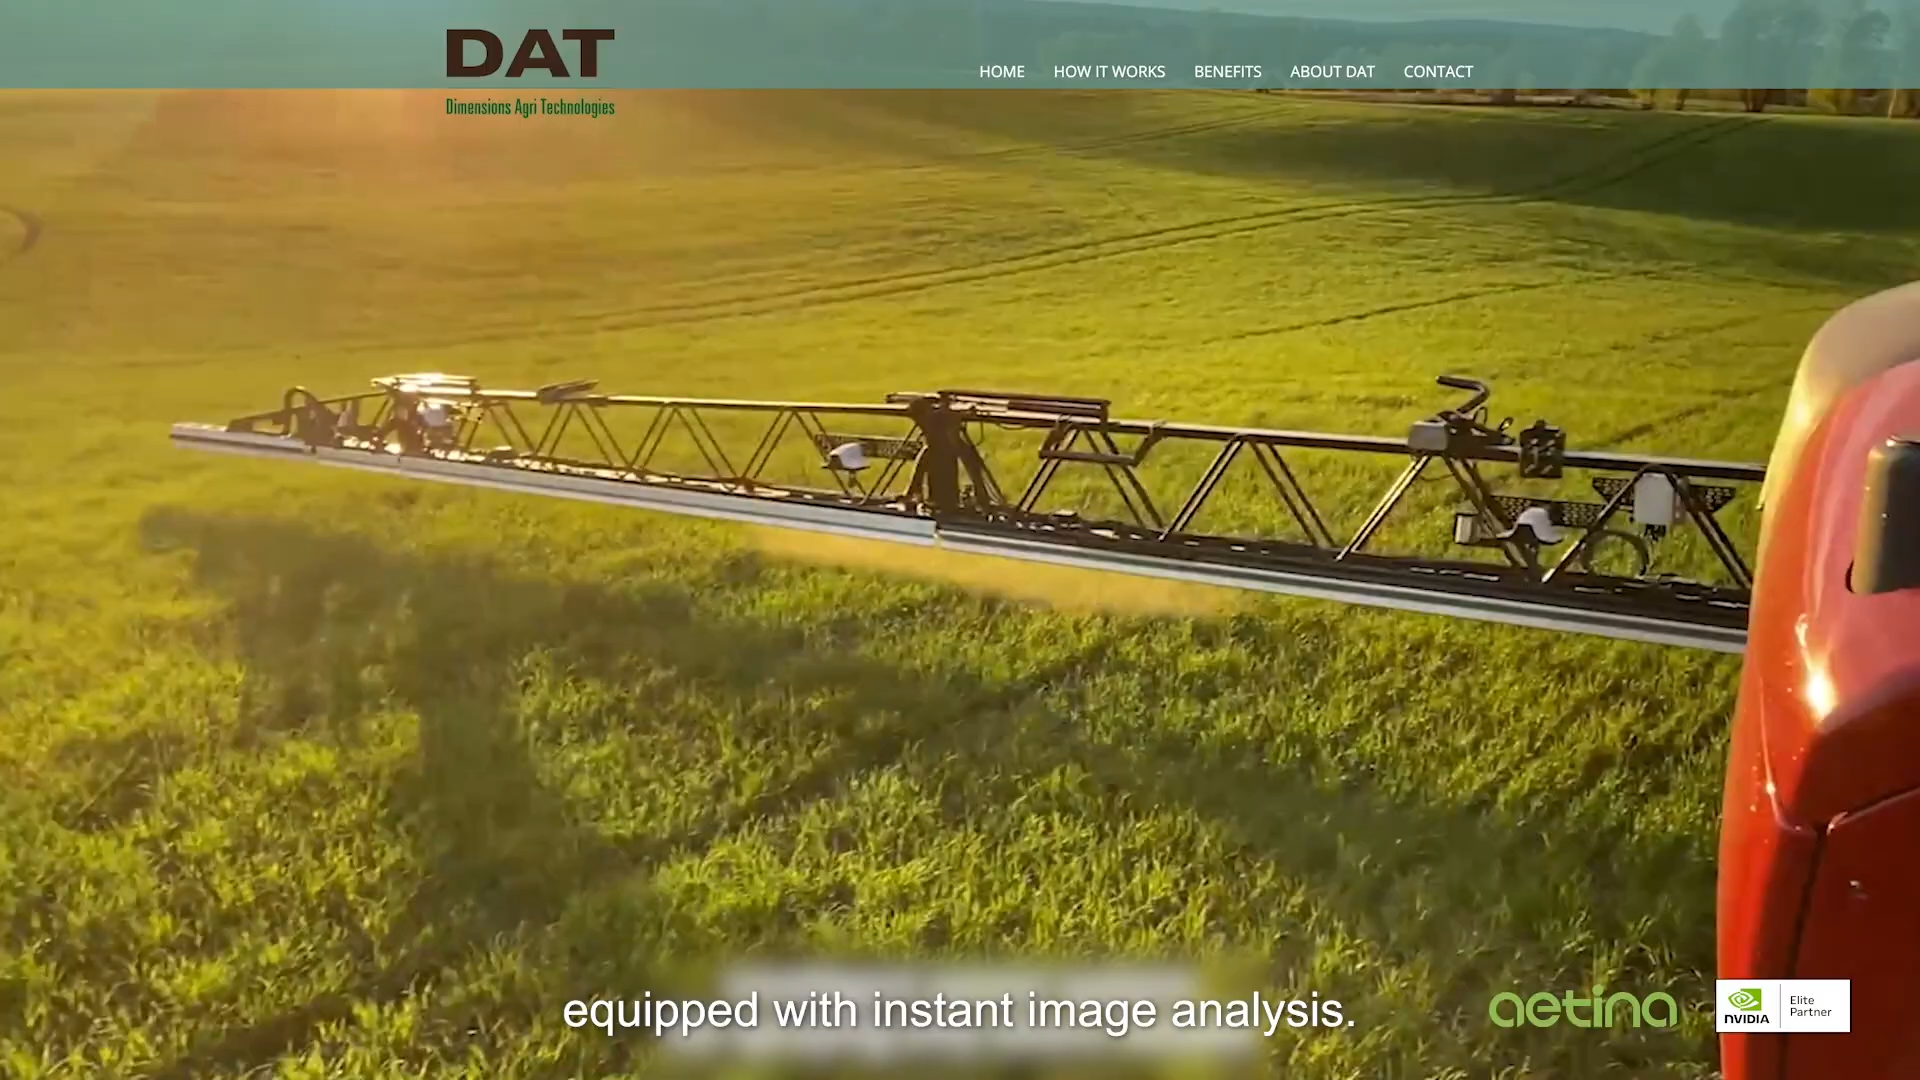 DAT
Dimensions Agri Technologies
HOME HOW IT WORKS BENEFITS ABOUT DAT CONTACT
equipped with instant image analysis.
aetina
NVIDIA
Elite
Partner